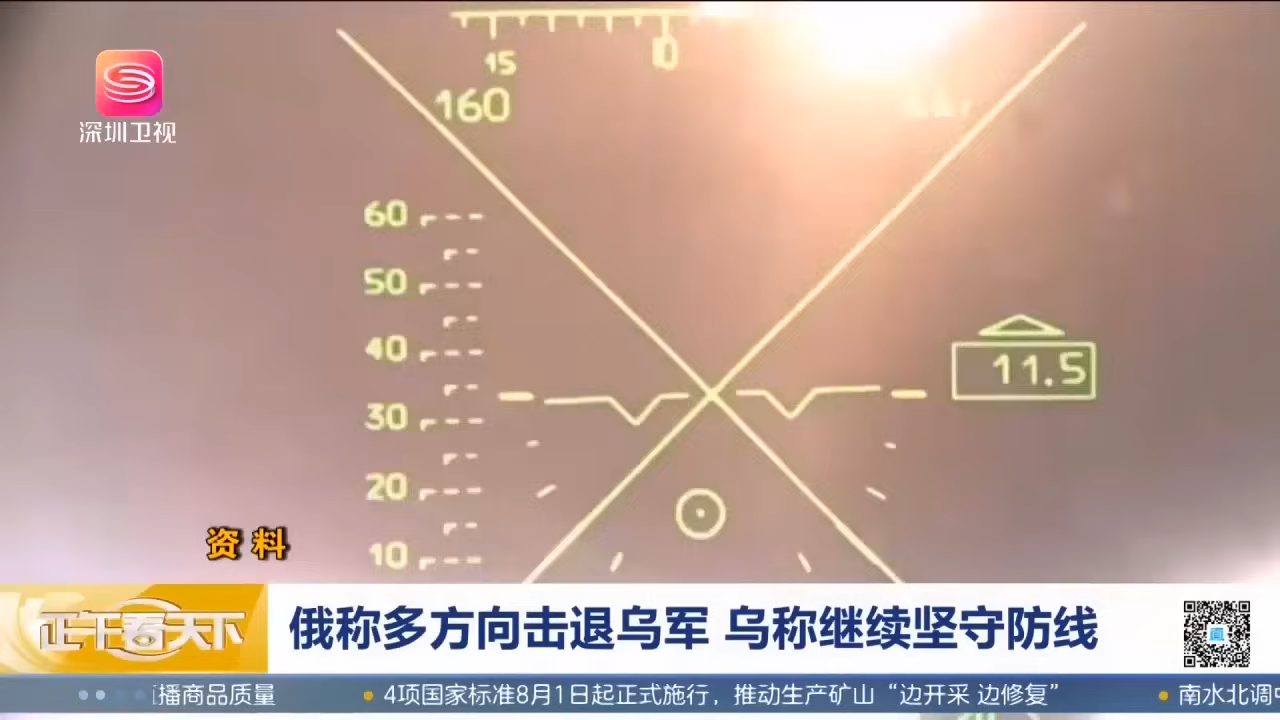 15
0
160
深圳卫视
60
50
40
11.5
30
20
资料
10
正午看天下
俄称多方向击退乌军 乌称继续坚守防线
播商品质量
4项国家标准8月1日起正式施行，推动生产矿山“边开采 边修复”
南水北调